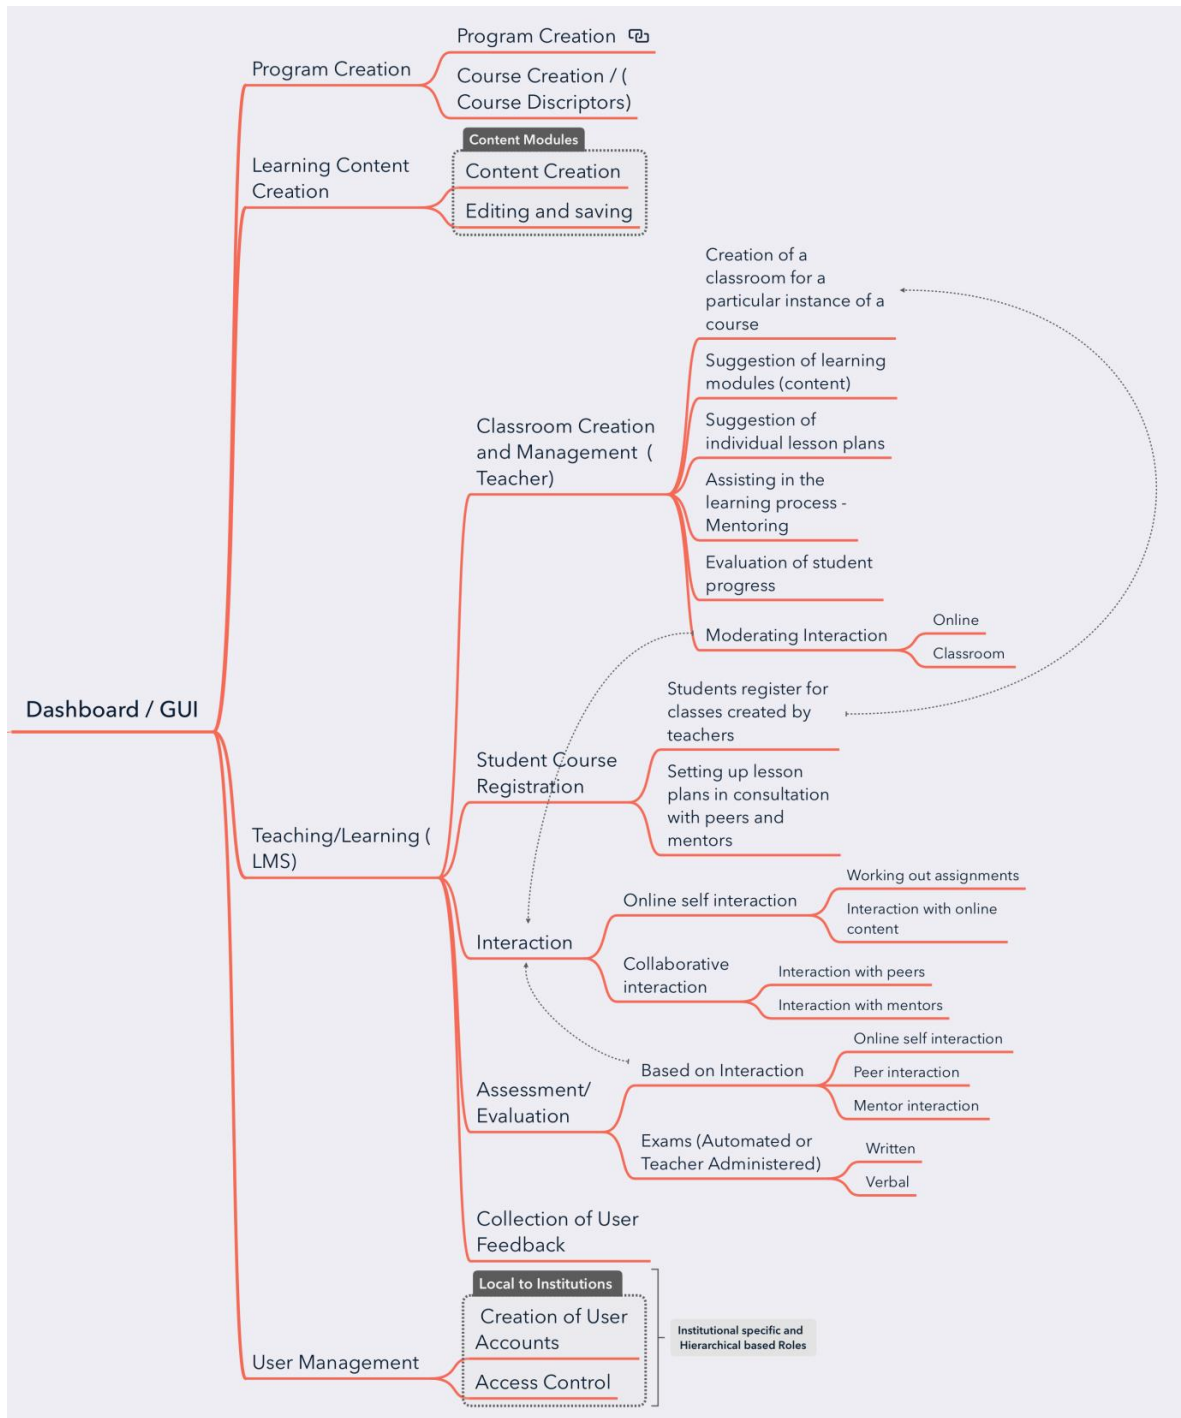 Program Creation
Program Creation
Course Creation / (
Course Discriptors)
Content Modules
Learning Content
Creation
Content Creation
Editing and saving
Creation of a
classroom for a
particular instance of a
course
Suggestion of learning
modules (content)
Suggestion of
individual lesson plans
Classroom Creation
and Management (
Teacher)
Assisting in the
learning process -
Mentoring
Evaluation of student
progress
Moderating Interaction
Online
Classroom
Dashboard / GUI
Students register for
classes created by
teachers
Student Course
Registration
Setting up lesson
plans in consultation
with peers and
mentors
Teaching/Learning (
LMS)
Interaction
Online self interaction
Working out assignments
Interaction with online
content
Collaborative
interaction
Interaction with peers
Interaction with mentors
Assessment/
Evaluation
Based on Interaction
Online self interaction
Peer interaction
Mentor interaction
Exams (Automated or
Teacher Administered)
Written
Verbal
Collection of User
Feedback
Local to Institutions
Creation of User
Accounts
Institutional specific and
Hierarchical based Roles
User Management
Access Control